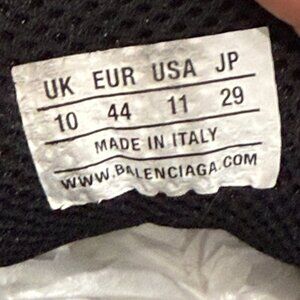 UK EUR USA JP
10 44 11 29
MADE IN ITALY
WWW.BALENCIAGA.COM